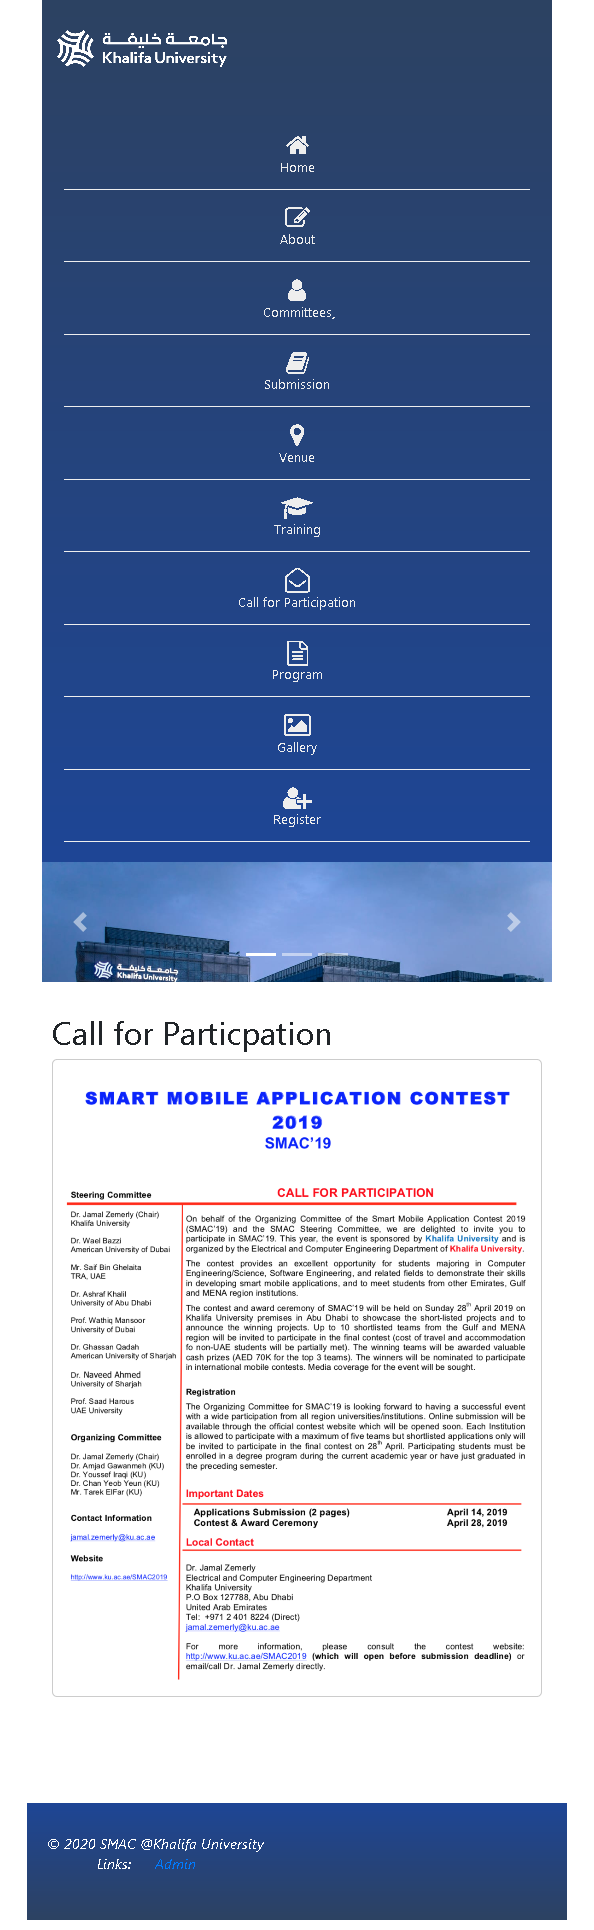 جامعة خليفة
Khalifa University
Home
About
Committees,
Submission
Venue
Training
Call for Participation
Program
Gallery
Register
جامعة خليفة
Khalifa University
Call for Particpation
SMART MOBILE APPLICATION CONTEST
2019
SMAC'19
Steering Committee
Dr. Jamal Zemerly (Chair)
Khalifa University
Dr. Wael Bazzi
American University of Dubai
Mr. Saif Bin Ghelaita
TRA, UAE
Dr. Ashraf Khalil
University of Abu Dhabi
Prof. Wathiq Mansoor
University of Dubai
Dr. Ghassan Qadah
American University of Sharjah
Dr. Naveed Ahmed
University of Sharjah
Prof. Saad Harous
UAE University
Organizing Committee
Dr. Jamal Zemerly (Chair)
Dr. Amjad Gawanmeh (KU)
Dr. Youssef Iraqi (KU)
Dr. Chan Yeob Yeun (KU)
Mr. Tarek ElFar (KU)
Contact Information
jamal.zemerly@ku.ac.ae
Website
http://www.ku.ac.ae/SMAC2019
CALL FOR PARTICIPATION
On behalf of the Organizing Committee of the Smart Mobile Application Contest 2019
(SMAC'19) and the SMAC Steering Committee, we are delighted to invite you to
participate in SMAC'19. This year, the event is sponsored by Khalifa University and is
organized by the Electrical and Computer Engineering Department of Khalifa University.
The contest provides an excellent opportunity for students majoring in Computer
Engineering/Science, Software Engineering, and related fields to demonstrate their skills
in developing smart mobile applications, and to meet students from other Emirates, Gulf
and MENA region institutions.
The contest and award ceremony of SMAC'19 will be held on Sunday 28th April 2019 on
Khalifa University premises in Abu Dhabi to showcase the short-listed projects and to
announce the winning projects. Up to 10 shortlisted teams from the Gulf and MENA
region will be invited to participate in the final contest (cost of travel and accommodation
fo non-UAE students will be partially met). The winning teams will be awarded valuable
cash prizes (AED 70K for the top 3 teams). The winners will be nominated to participate
in international mobile contests. Media coverage for the event will be sought.
Registration
The Organizing Committee for SMAC'19 is looking forward to having a successful event
with a wide participation from all region universities/institutions. Online submission will be
available through the official contest website which will be opened soon. Each Institution
is allowed to participate with a maximum of five teams but shortlisted applications only will
be invited to participate in the final contest on 28th April. Participating students must be
enrolled in a degree program during the current academic year or have just graduated in
the preceding semester.
Important Dates
Applications Submission (2 pages) April 14, 2019
Contest & Award Ceremony April 28, 2019
Local Contact
Dr. Jamal Zemerly
Electrical and Computer Engineering Department
Khalifa University
P.O Box 127788, Abu Dhabi
United Arab Emirates
Tel: +971 2 401 8224 (Direct)
jamal.zemerly@ku.ac.ae
For more information, please consult the contest website:
http://www.ku.ac.ae/SMAC2019 (which will open before submission deadline) or
email/call Dr. Jamal Zemerly directly.
© 2020 SMAC @Khalifa University
Links: Admin